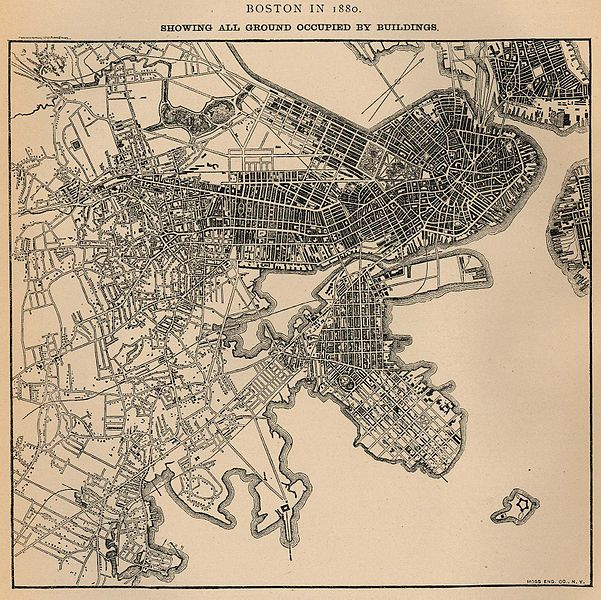 BOSTON IN 1880.
SHOWING ALL GROUND OCCUPIED BY BUILDINGS.
MOSS ENG. CO., N. Y.